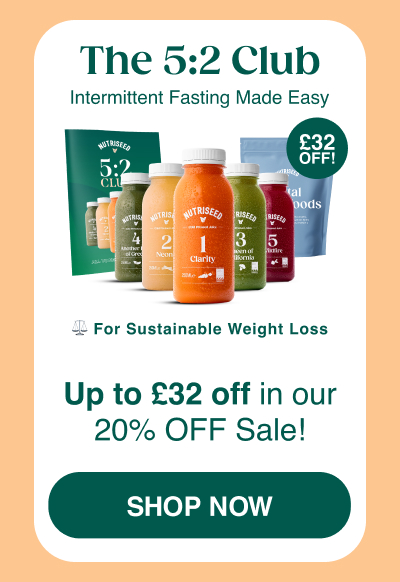 The 5:2 Club
Intermittent Fasting Made Easy
£32
OFF!
NUTRISEED
5:2
NUTRISEED
1
Clarity
2
3
4
5
For Sustainable Weight Loss
Up to £32 off in our
20% OFF Sale!
SHOP NOW